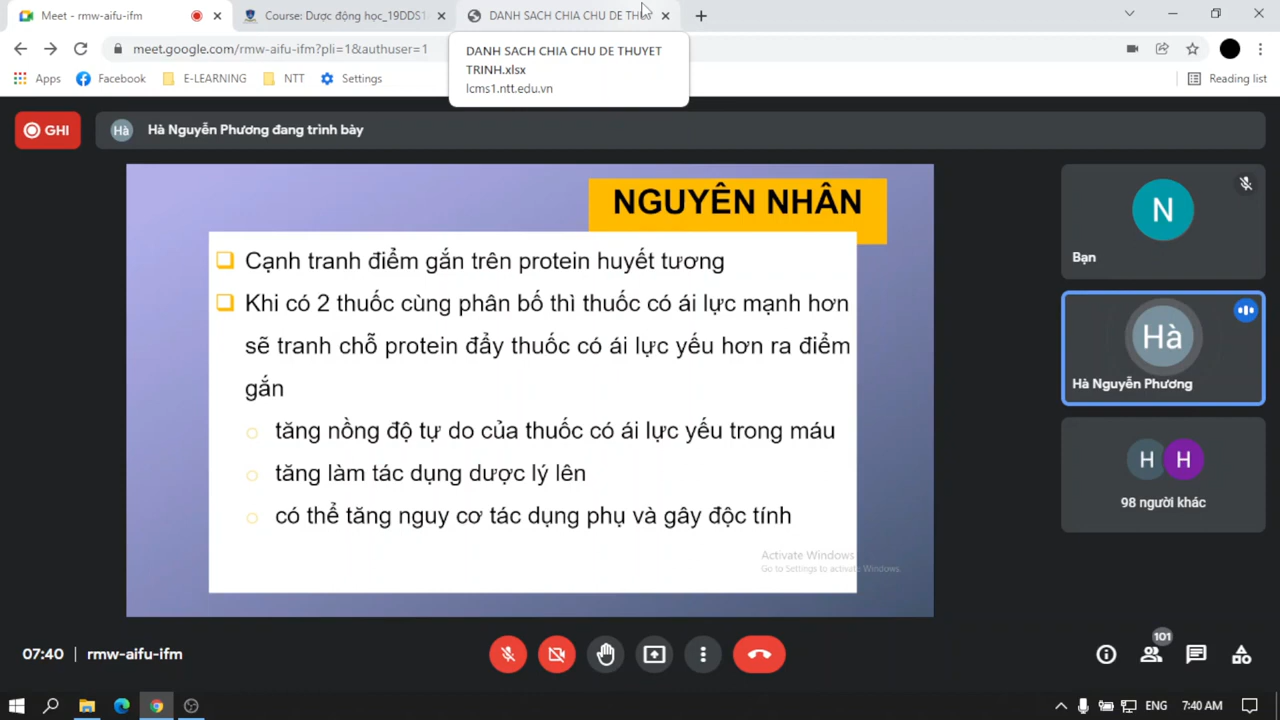 Meet - rmw-aifu-ifm
Course: Dược động học_19DDS1
DANH SACH CHIA CHU DE THUY
meet.google.com/rmw-aifu-ifm?pli=1&authuser=1
DANH SACH CHIA CHU DE THUYET
TRINH.xlsx
lcms1.ntt.edu.vn
Apps
Facebook
E-LEARNING
NTT
Settings
Reading list
GHI
Hà
Hà Nguyễn Phương đang trình bày
NGUYÊN NHÂN
Cạnh tranh điểm gắn trên protein huyết tương
Khi có 2 thuốc cùng phân bố thì thuốc có ái lực mạnh hơn
sẽ tranh chỗ protein đẩy thuốc có ái lực yếu hơn ra điểm
gắn
tăng nồng độ tự do của thuốc có ái lực yếu trong máu
tăng làm tác dụng dược lý lên
có thể tăng nguy cơ tác dụng phụ và gây độc tính
Activate Windows
Go to Settings to activate Windows.
N
Bạn
Hà
Hà Nguyễn Phương
H
H
98 người khác
07:40 | rmw-aifu-ifm
101
ENG
7:40 AM